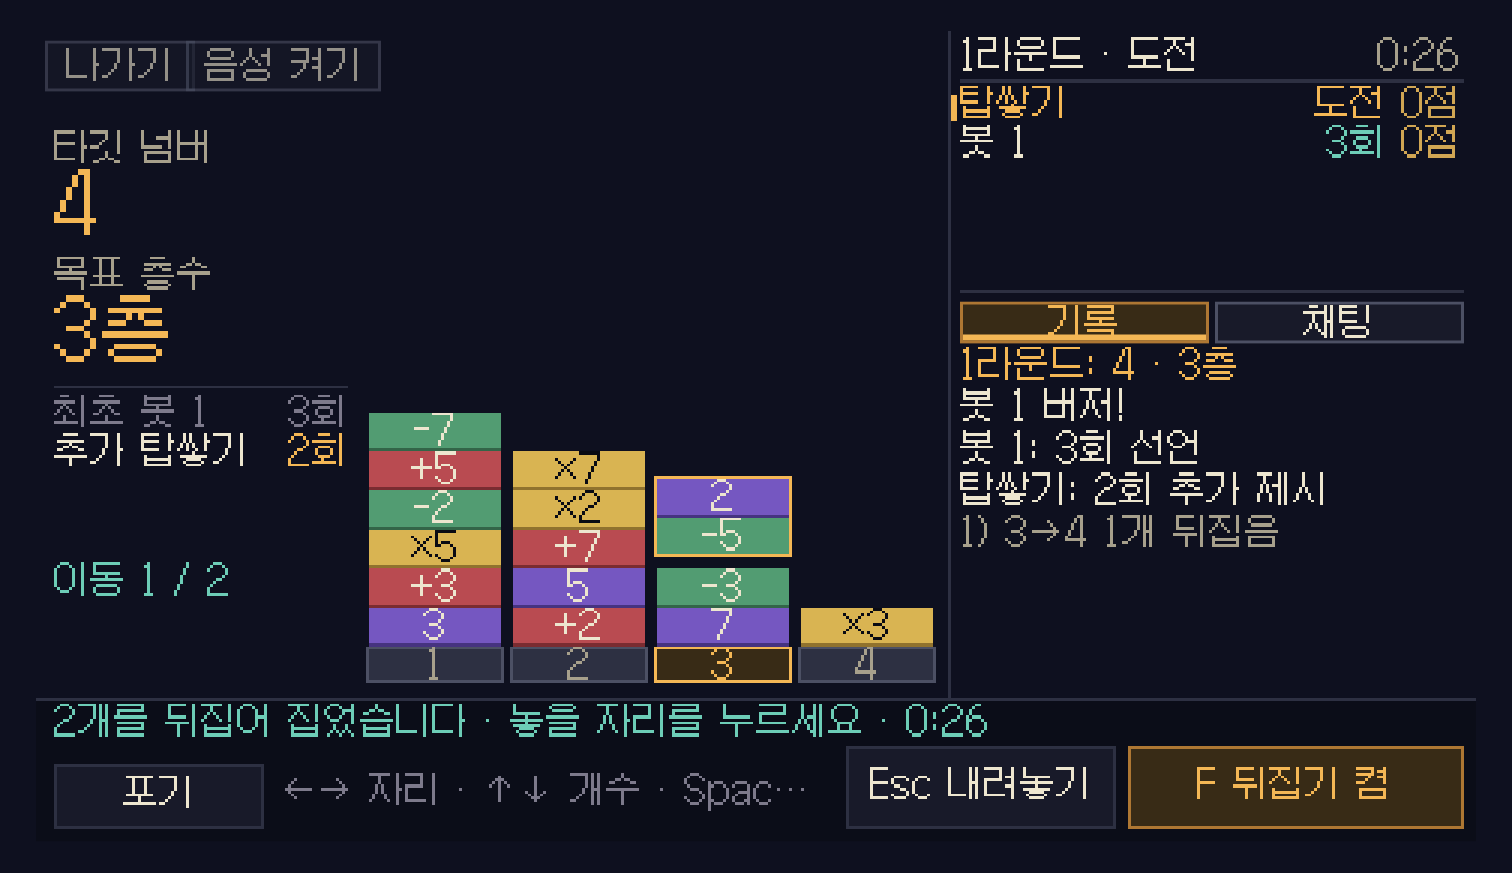 나가기
음성 켜기
타깃 넘버
4
목표 층수
3층
최초 봇 1 3회
추가 탑쌓기 2회
이동 1 / 2
-7
+5
-2
×5
+3
3
1
×7
×2
+7
5
+2
2
2
-5
-3
7
3
×3
4
1라운드 · 도전 0:26
탑쌓기 도전 0점
봇 1 3회 0점
기록
채팅
1라운드: 4 · 3층
봇 1 버저!
봇 1: 3회 선언
탑쌓기: 2회 추가 제시
1) 3→4 1개 뒤집음
2개를 뒤집어 집었습니다 · 놓을 자리를 누르세요 · 0:26
포기
←→ 자리 · ↑↓ 개수 · Spac…
Esc 내려놓기
F 뒤집기 켬